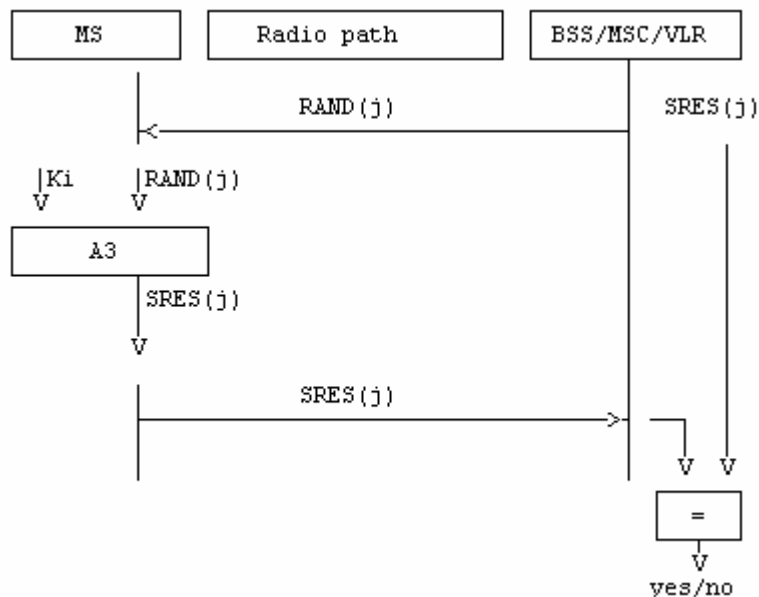 MS
Radio path
BSS/MSC/VLR
RAND(j)
SRES(j)
Ki
RAND(j)
A3
SRES(j)
SRES(j)
=
yes/no